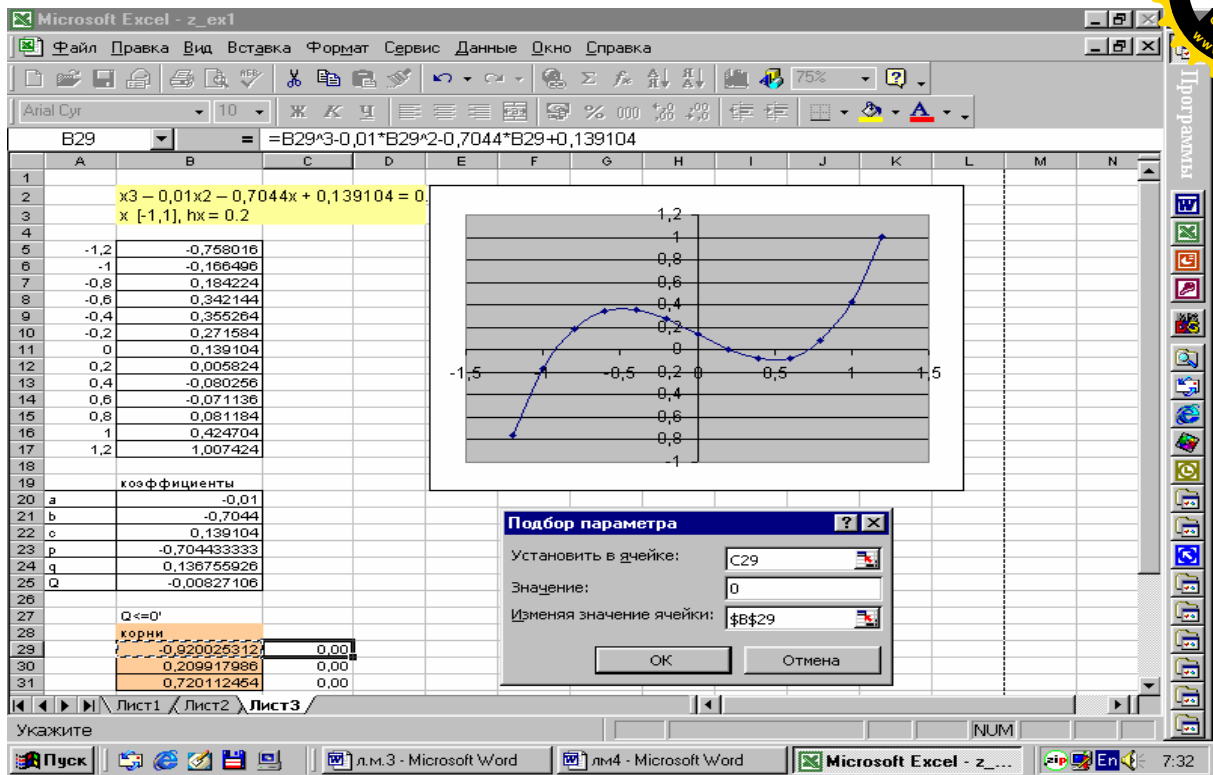 Microsoft Excel - z_ex1
Файл Правка Вид Вставка Формат Сервис Данные Окно Справка
75%
Arial Cyr 10 Ж К Ч % 000
B29 = =B29^3-0,01*B29^2-0,7044*B29+0,139104
A B C D E F G H I J K L M N
1
2 x3 – 0,01x2 – 0,7044x + 0,139104 = 0.
3 x [-1,1], hx = 0.2
4
5 -1,2 -0,758016
6 -1 -0,166496
7 -0,8 0,184224
8 -0,6 0,342144
9 -0,4 0,355264
10 -0,2 0,271584
11 0 0,139104
12 0,2 0,005824
13 0,4 -0,080256
14 0,6 -0,071136
15 0,8 0,081184
16 1 0,424704
17 1,2 1,007424
18
19 коэффициенты
20 a -0,01
21 b -0,7044
22 c 0,139104
23 p -0,704433333
24 q 0,136755926
25 Q -0,00827106
26
27 Q<=0'
28 корни
29 -0,920025312 0,00
30 0,209917986 0,00
31 0,720112454 0,00
1,2
1
0,8
0,6
0,4
0,2
0
-1,5 -1 -0,5 0,2 0 0,5 1 1,5
0,4
0,6
0,8
-1
Подбор параметра
Установить в ячейке: C29
Значение: 0
Изменяя значение ячейки: $B$29
ОК Отмена
Лист1 Лист2 Лист3
Укажите NUM
Пуск л.м.3 - Microsoft Word лм4 - Microsoft Word Microsoft Excel - z_... En 7:32
Программы